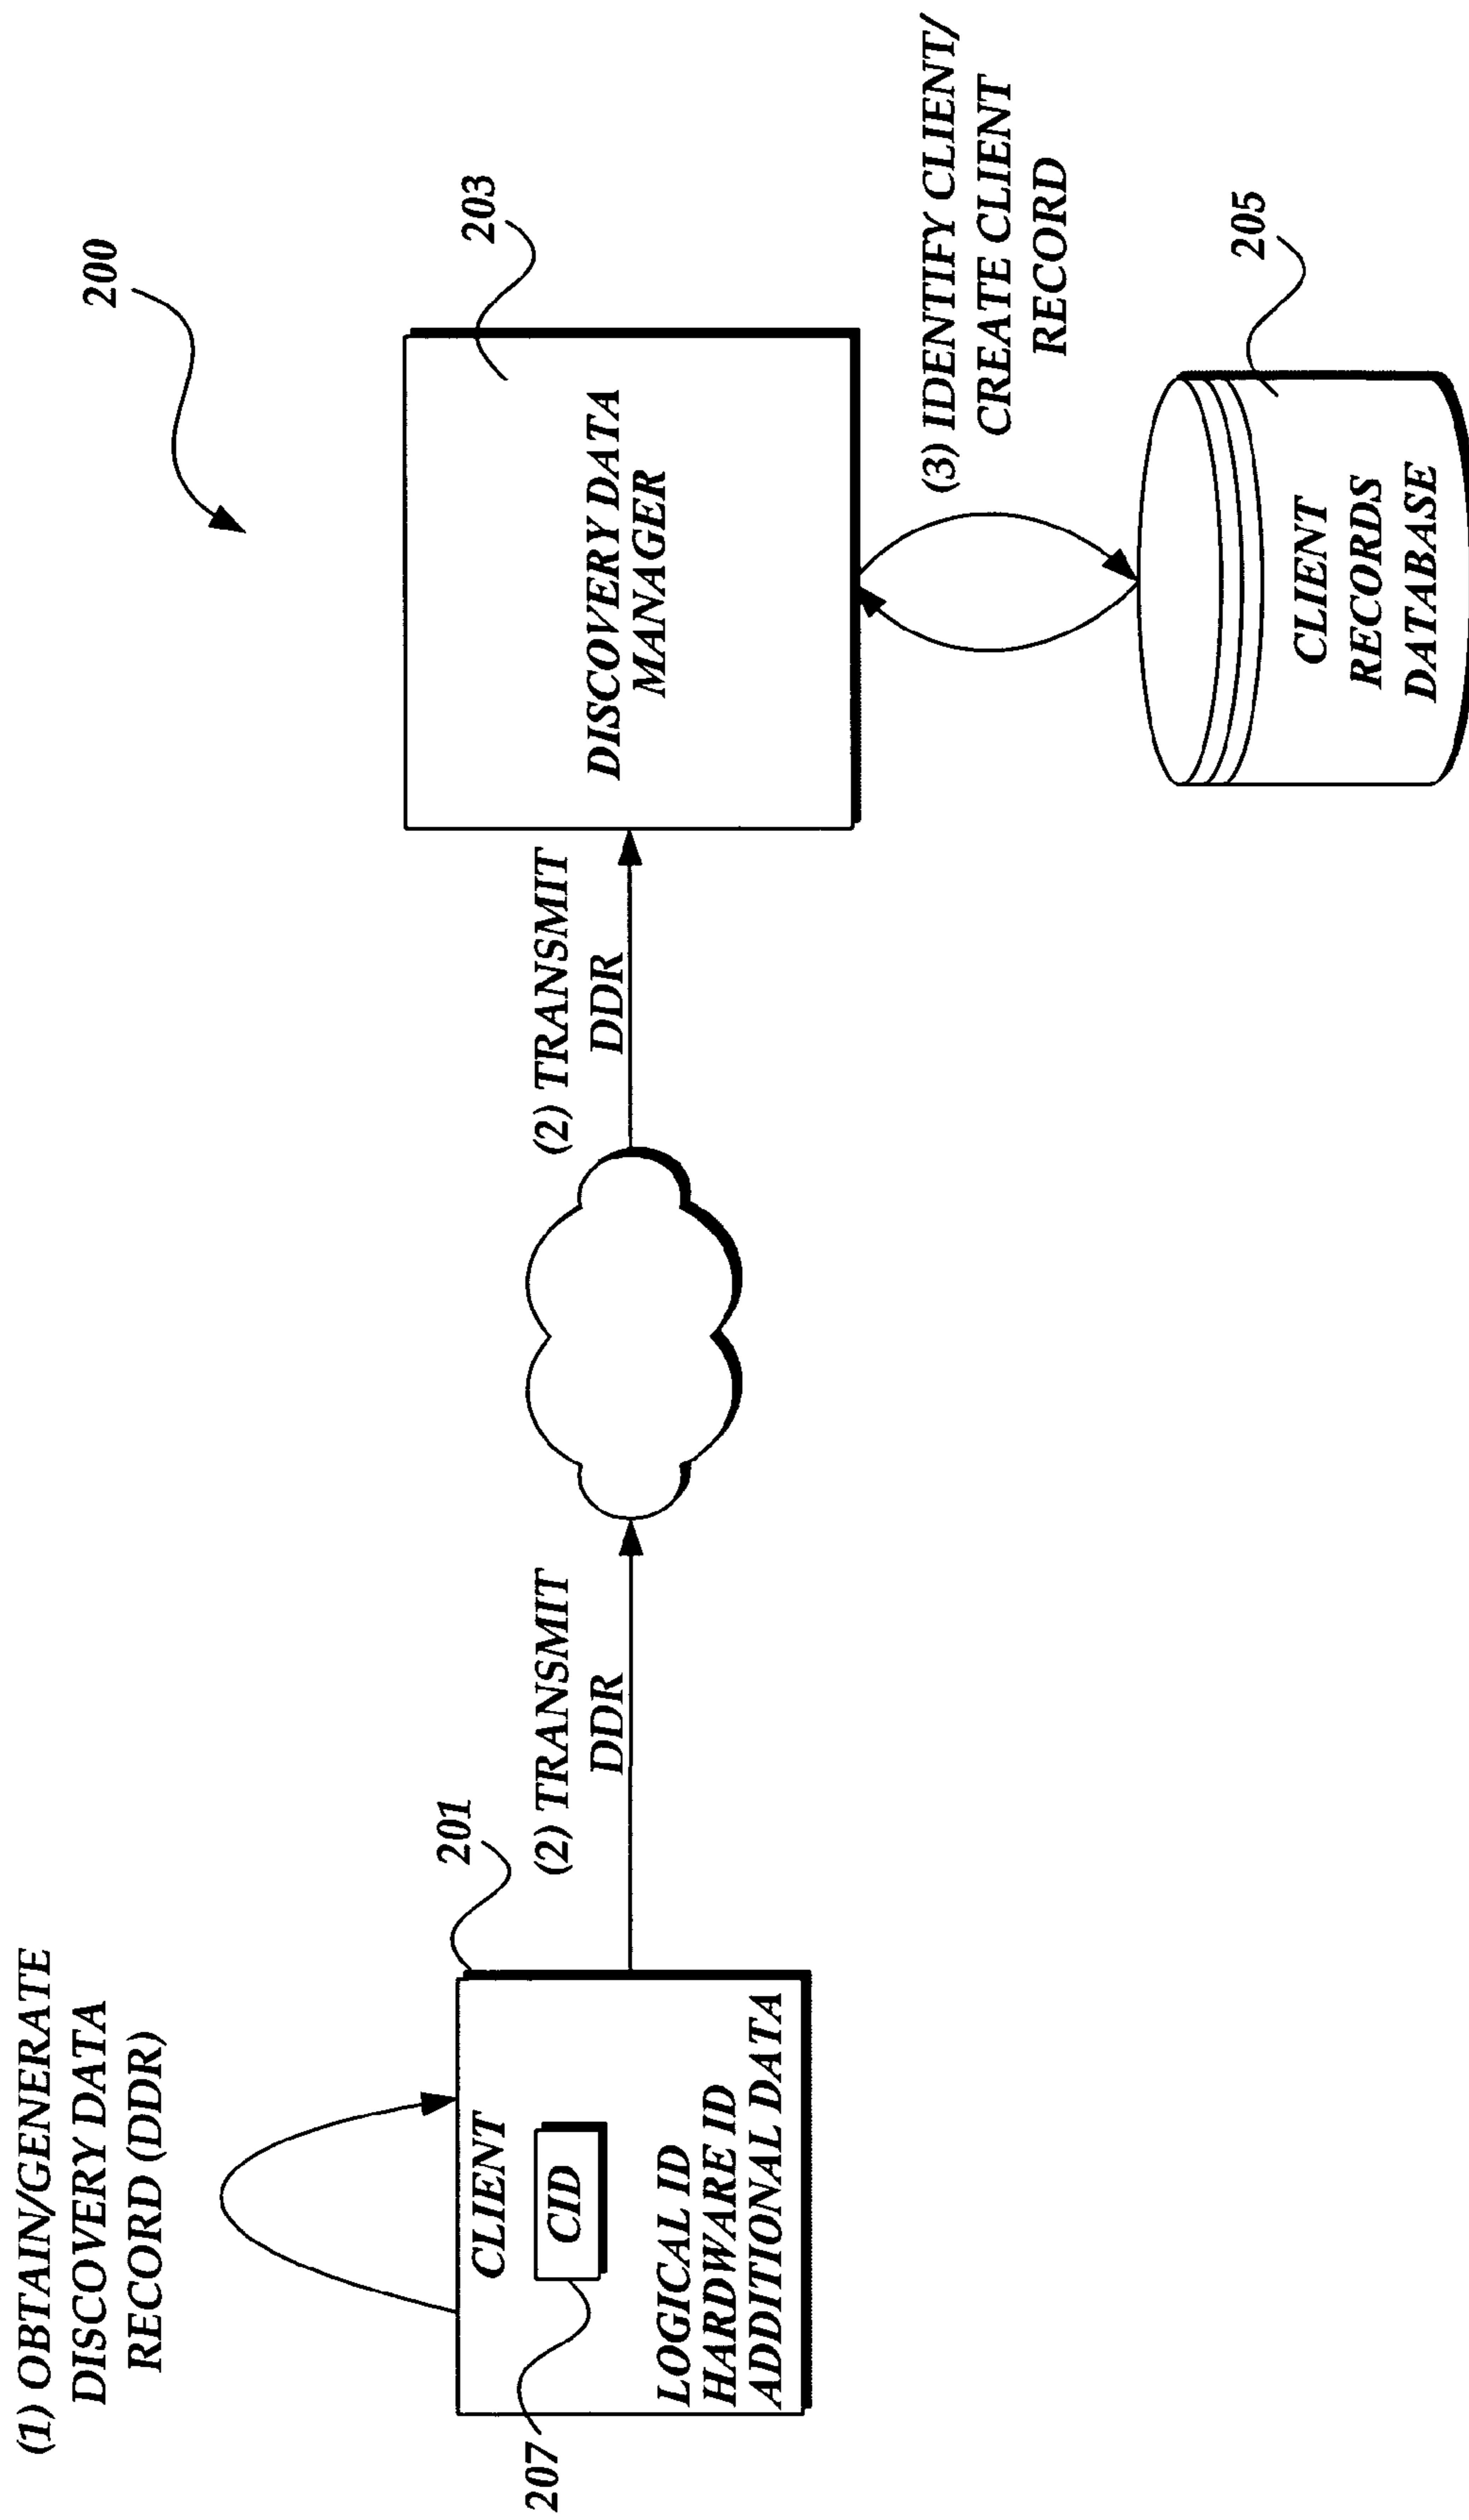 200
(1) OBTAIN/GENERATE
DISCOVERY DATA
RECORD (DDR)
201
CLIENT
CID
207
LOGICAL ID
HARDWARE ID
ADDITIONAL DATA
(2) TRANSMIT
DDR
(2) TRANSMIT
DDR
203
DISCOVERY DATA
MANAGER
(3) IDENTIFY CLIENT/
CREATE CLIENT
RECORD
205
CLIENT
RECORDS
DATABASE